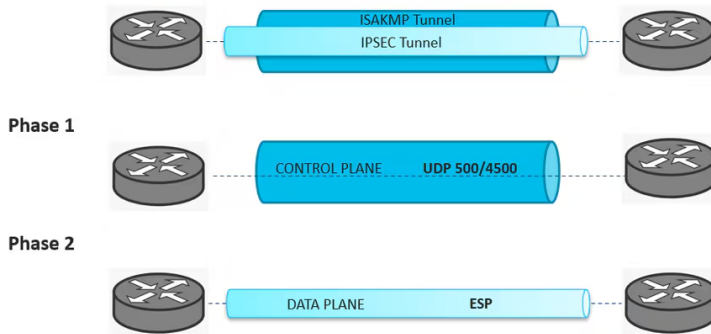 ISAKMP Tunnel
IPSEC Tunnel
Phase 1
CONTROL PLANE UDP 500/4500
Phase 2
DATA PLANE ESP